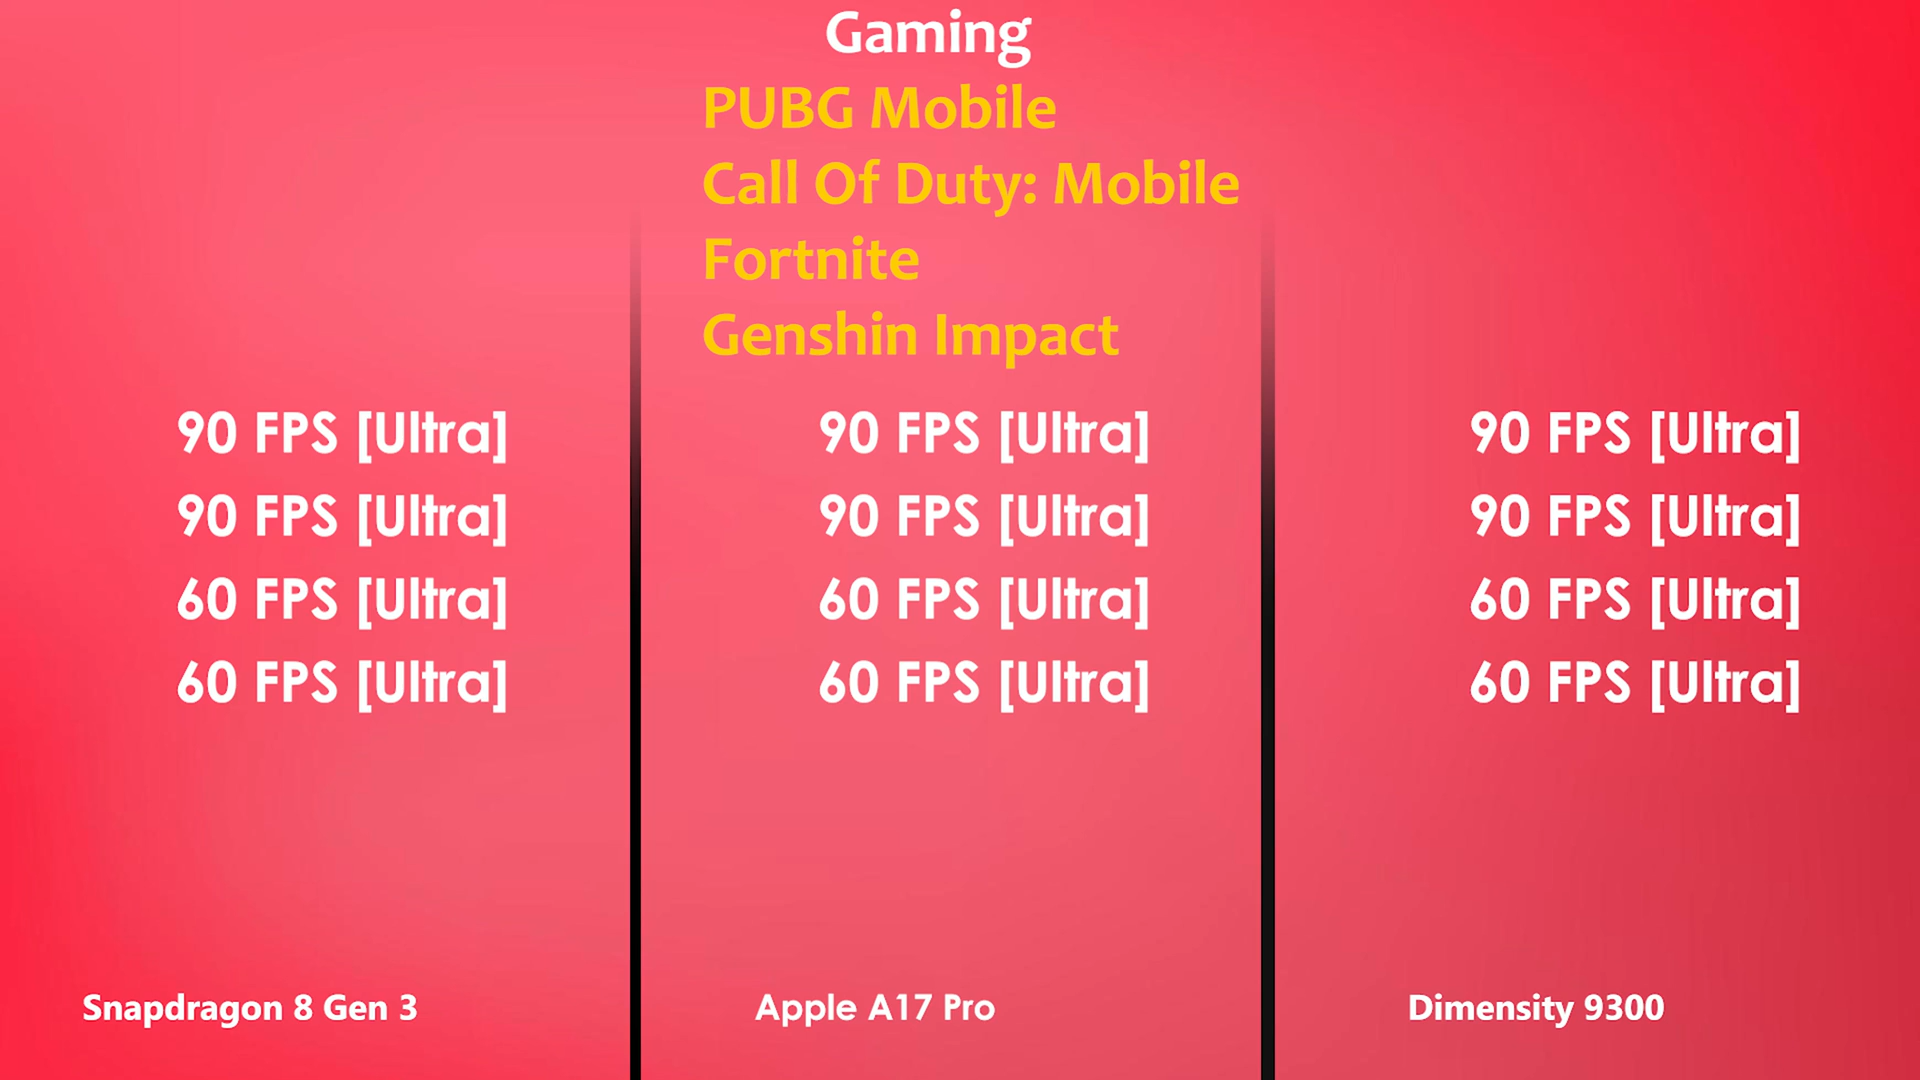 Gaming
PUBG Mobile
Call Of Duty: Mobile
Fortnite
Genshin Impact
90 FPS [Ultra] 90 FPS [Ultra] 90 FPS [Ultra]
90 FPS [Ultra] 90 FPS [Ultra] 90 FPS [Ultra]
60 FPS [Ultra] 60 FPS [Ultra] 60 FPS [Ultra]
60 FPS [Ultra] 60 FPS [Ultra] 60 FPS [Ultra]
Snapdragon 8 Gen 3 Apple A17 Pro Dimensity 9300